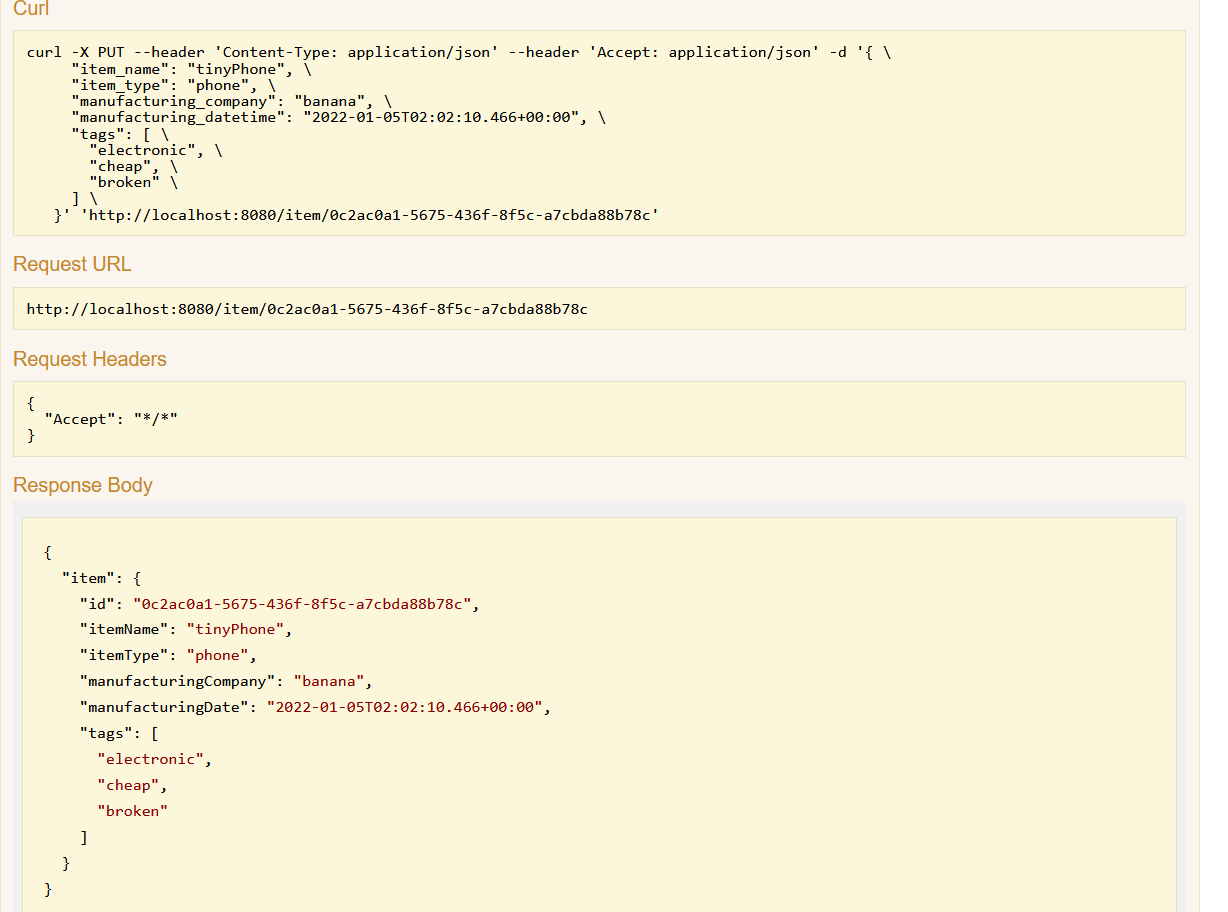 Curl
curl -X PUT --header 'Content-Type: application/json' --header 'Accept: application/json' -d '{ \
"item_name": "tinyPhone", \
"item_type": "phone", \
"manufacturing_company": "banana", \
"manufacturing_datetime": "2022-01-05T02:02:10.466+00:00", \
"tags": [ \
"electronic", \
"cheap", \
"broken" \
] \
}' 'http://localhost:8080/item/0c2ac0a1-5675-436f-8f5c-a7cbda88b78c'
Request URL
http://localhost:8080/item/0c2ac0a1-5675-436f-8f5c-a7cbda88b78c
Request Headers
{
"Accept": "*/*"
}
Response Body
{
"item": {
"id": "0c2ac0a1-5675-436f-8f5c-a7cbda88b78c",
"itemName": "tinyPhone",
"itemType": "phone",
"manufacturingCompany": "banana",
"manufacturingDate": "2022-01-05T02:02:10.466+00:00",
"tags": [
"electronic",
"cheap",
"broken"
]
}
}